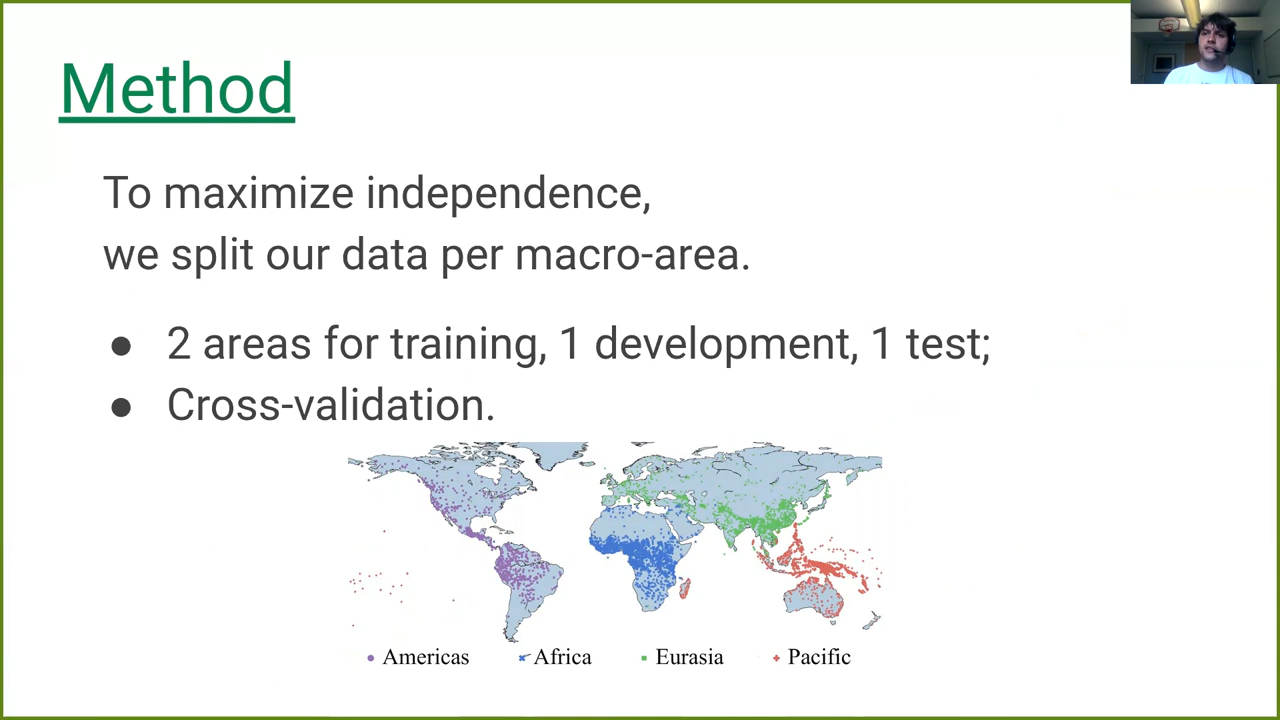 Method
To maximize independence,
we split our data per macro-area.
● 2 areas for training, 1 development, 1 test;
● Cross-validation.
Americas Africa Eurasia Pacific